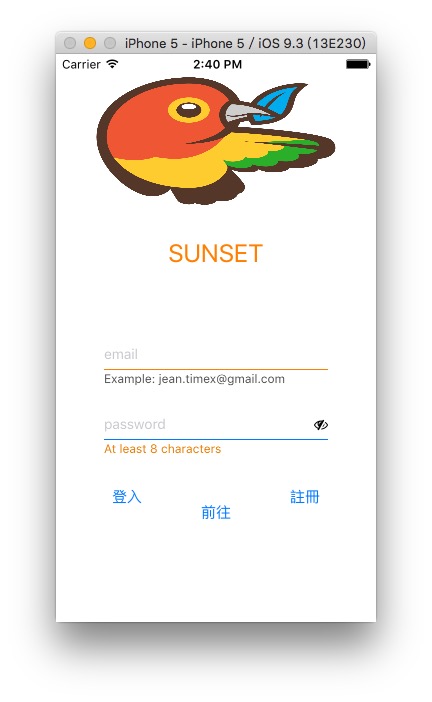 iPhone 5 - iPhone 5 / iOS 9.3 (13E230)
Carrier 2:40 PM
SUNSET
email
Example: jean.timex@gmail.com
password
At least 8 characters
登入 註冊
前往